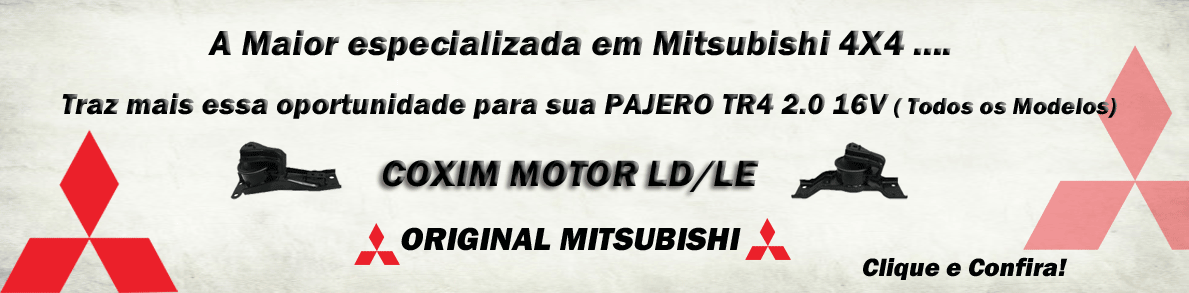 A Maior especializada em Mitsubishi 4X4 ....
Traz mais essa oportunidade para sua PAJERO TR4 2.0 16V ( Todos os Modelos)
COXIM MOTOR LD/LE
ORIGINAL MITSUBISHI
Clique e Confira!